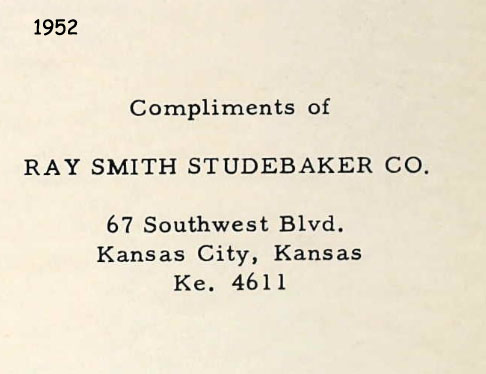 1952
Compliments of
RAY SMITH STUDEBAKER CO.
67 Southwest Blvd.
Kansas City, Kansas
Ke. 4611